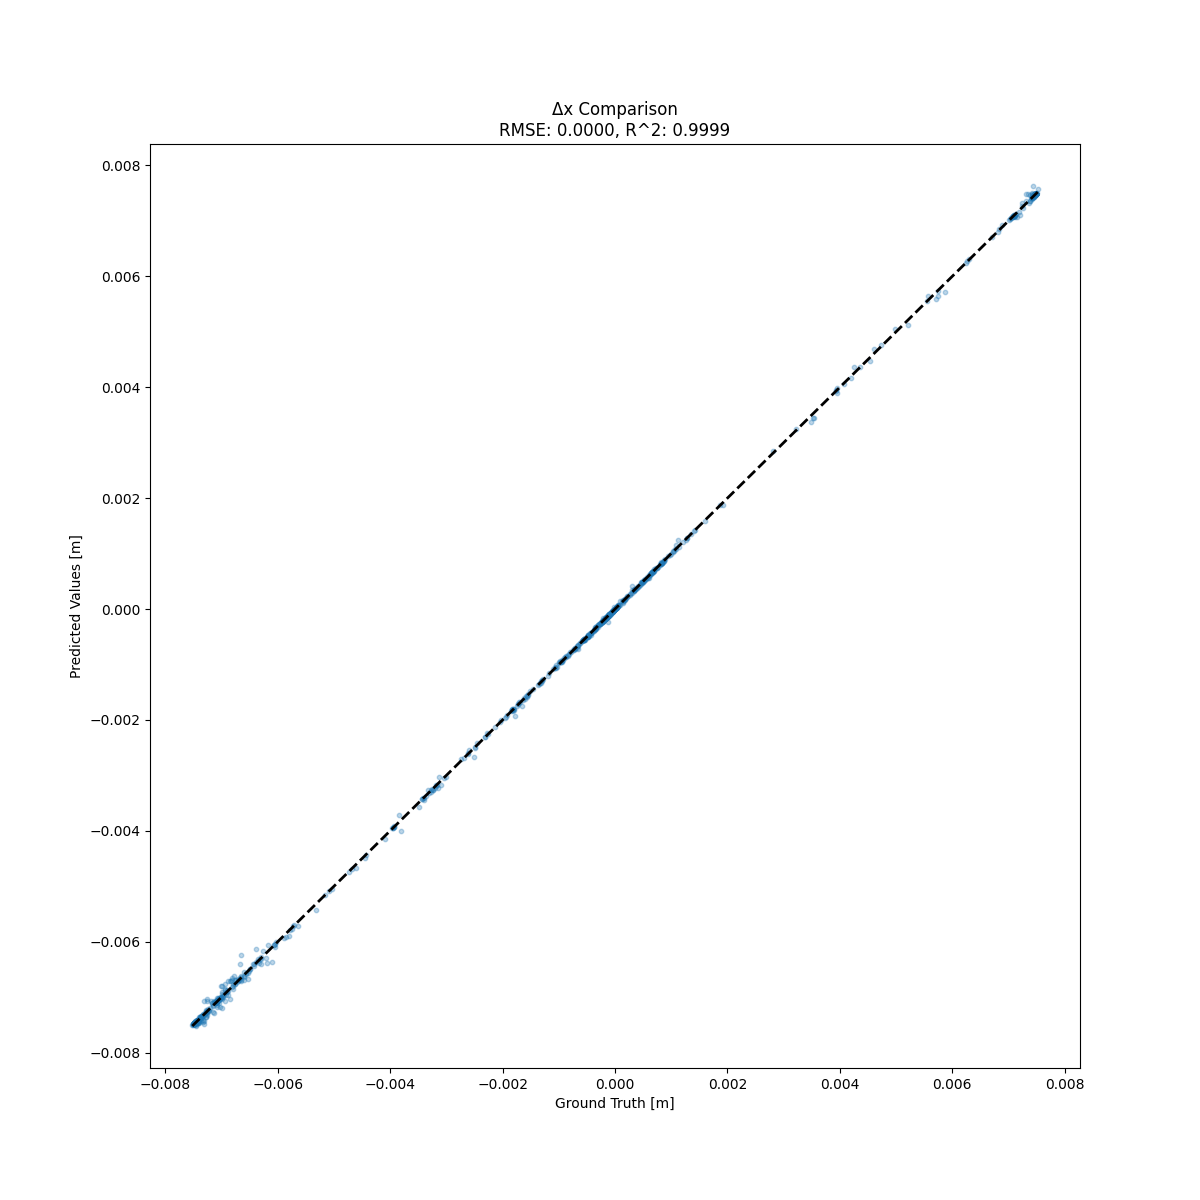 Δx Comparison
RMSE: 0.0000, R^2: 0.9999
0.008
0.006
0.004
0.002
0.000
−0.002
−0.004
−0.006
−0.008
Predicted Values [m]
−0.008 −0.006 −0.004 −0.002 0.000 0.002 0.004 0.006 0.008
Ground Truth [m]